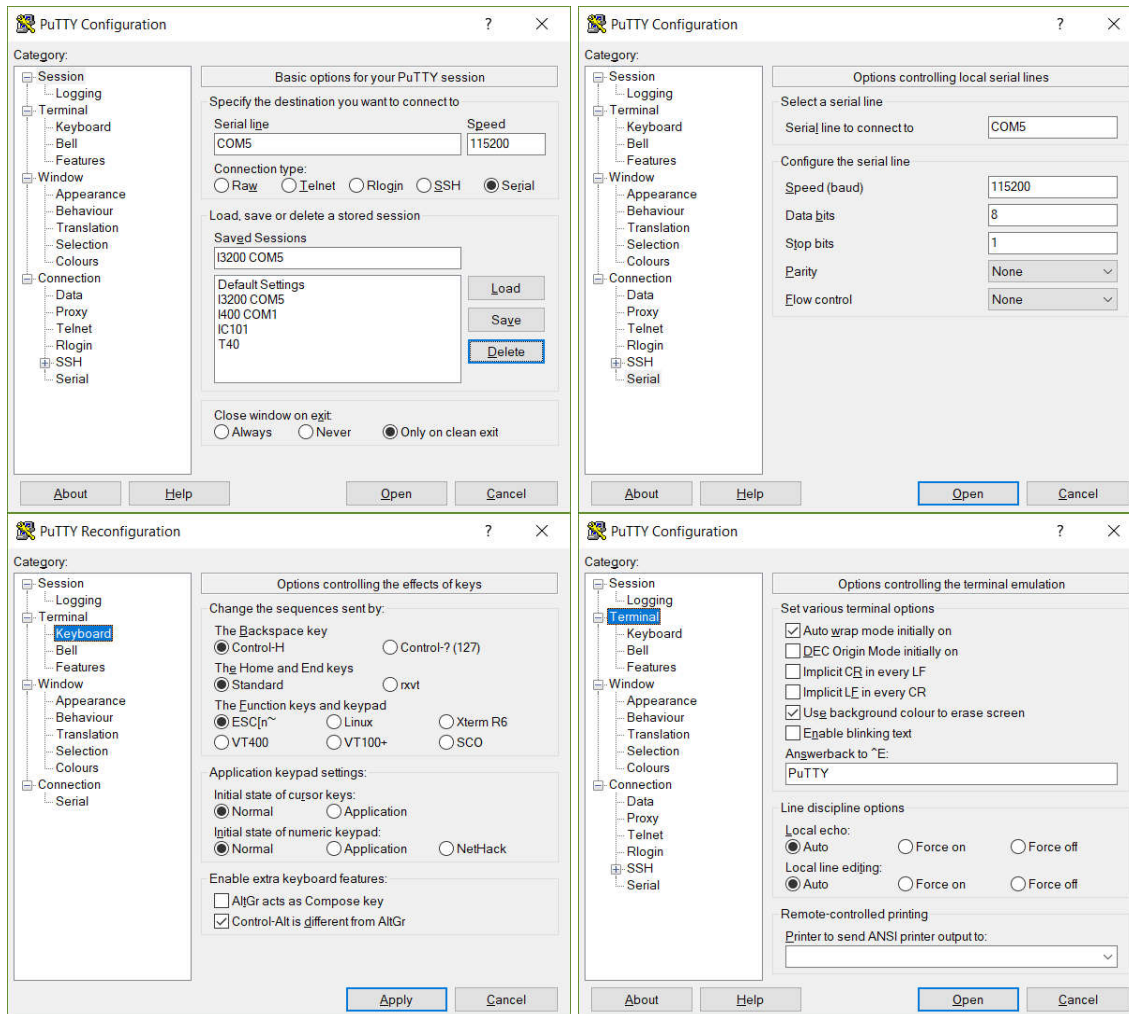 PuTTY Configuration
?
Category:
Session
Logging
Terminal
Keyboard
Bell
Features
Window
Appearance
Behaviour
Translation
Selection
Colours
Connection
Data
Proxy
Telnet
Rlogin
SSH
Serial
Basic options for your PuTTY session
Specify the destination you want to connect to
Serial line Speed
COM5 115200
Connection type:
Raw Telnet Rlogin SSH Serial
Load, save or delete a stored session
Saved Sessions
I3200 COM5
Default Settings
I3200 COM5
I400 COM1
IC101
T40
Load
Save
Delete
Close window on exit:
Always Never Only on clean exit
About Help Open Cancel
PuTTY Configuration
?
Category:
Session
Logging
Terminal
Keyboard
Bell
Features
Window
Appearance
Behaviour
Translation
Selection
Colours
Connection
Data
Proxy
Telnet
Rlogin
SSH
Serial
Options controlling local serial lines
Select a serial line
Serial line to connect to COM5
Configure the serial line
Speed (baud) 115200
Data bits 8
Stop bits 1
Parity None
Flow control None
About Help Open Cancel
PuTTY Reconfiguration
?
Category:
Session
Logging
Terminal
Keyboard
Bell
Features
Window
Appearance
Behaviour
Translation
Selection
Colours
Connection
Serial
Options controlling the effects of keys
Change the sequences sent by:
The Backspace key
Control-H Control-? (127)
The Home and End keys
Standard rxvt
The Function keys and keypad
ESC[n~ Linux Xterm R6
VT400 VT100+ SCO
Application keypad settings:
Initial state of cursor keys:
Normal Application
Initial state of numeric keypad:
Normal Application NetHack
Enable extra keyboard features:
AltGr acts as Compose key
Control-Alt is different from AltGr
Apply Cancel
PuTTY Configuration
?
Category:
Session
Logging
Terminal
Keyboard
Bell
Features
Window
Appearance
Behaviour
Translation
Selection
Colours
Connection
Data
Proxy
Telnet
Rlogin
SSH
Serial
Options controlling the terminal emulation
Set various terminal options
Auto wrap mode initially on
DEC Origin Mode initially on
Implicit CR in every LF
Implicit LF in every CR
Use background colour to erase screen
Enable blinking text
Answerback to ^E:
PuTTY
Line discipline options
Local echo:
Auto Force on Force off
Local line editing:
Auto Force on Force off
Remote-controlled printing
Printer to send ANSI printer output to:
About Help Open Cancel